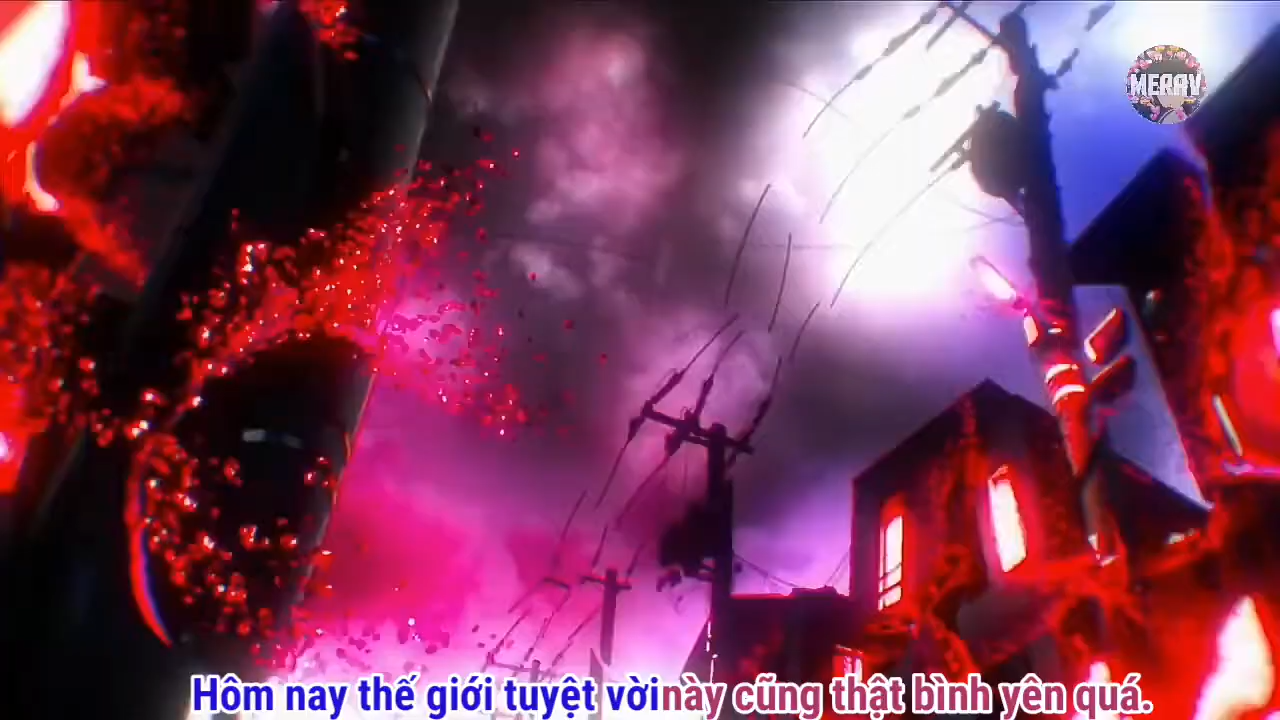 MERAV
Hôm nay thế giới tuyệt vời này cũng thật bình yên quá.